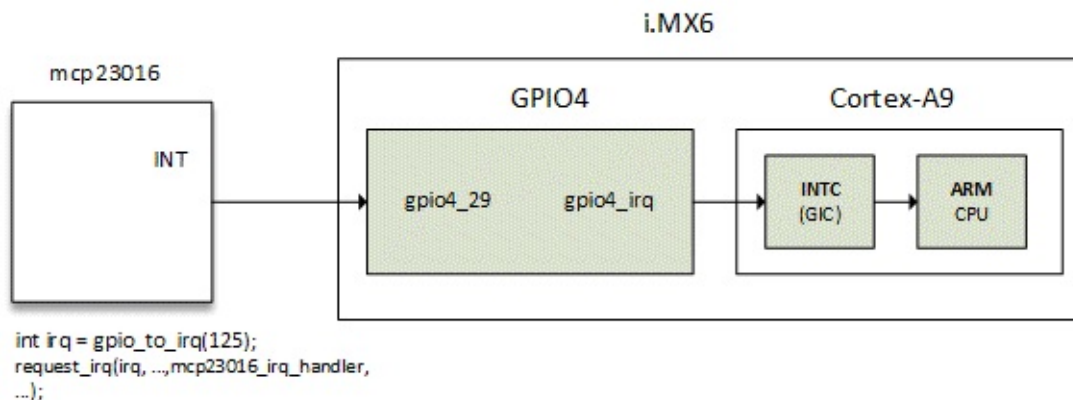 i.MX6
mcp23016
GPIO4
Cortex-A9
INT
gpio4_29
gpio4_irq
INTC
(GIC)
ARM
CPU
int irq = gpio_to_irq(125);
request_irq(irq, ...,mcp23016_irq_handler,
...);